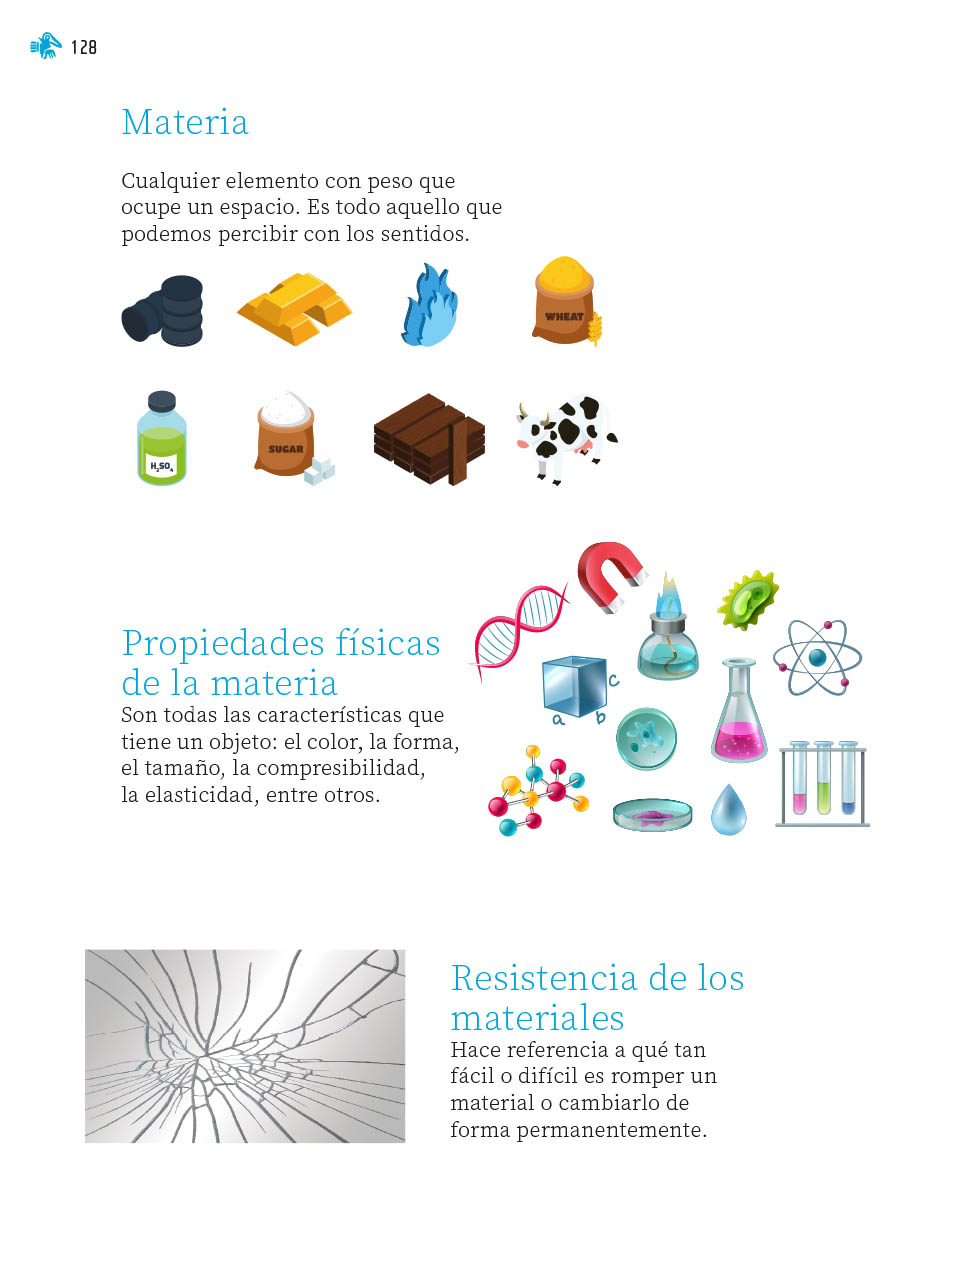 128
Materia
Cualquier elemento con peso que
ocupe un espacio. Es todo aquello que
podemos percibir con los sentidos.
WHEAT
H2SO4
SUGAR
Propiedades físicas
de la materia
Son todas las características que
tiene un objeto: el color, la forma,
el tamaño, la compresibilidad,
la elasticidad, entre otros.
c
a b
Resistencia de los
materiales
Hace referencia a qué tan
fácil o difícil es romper un
material o cambiarlo de
forma permanentemente.